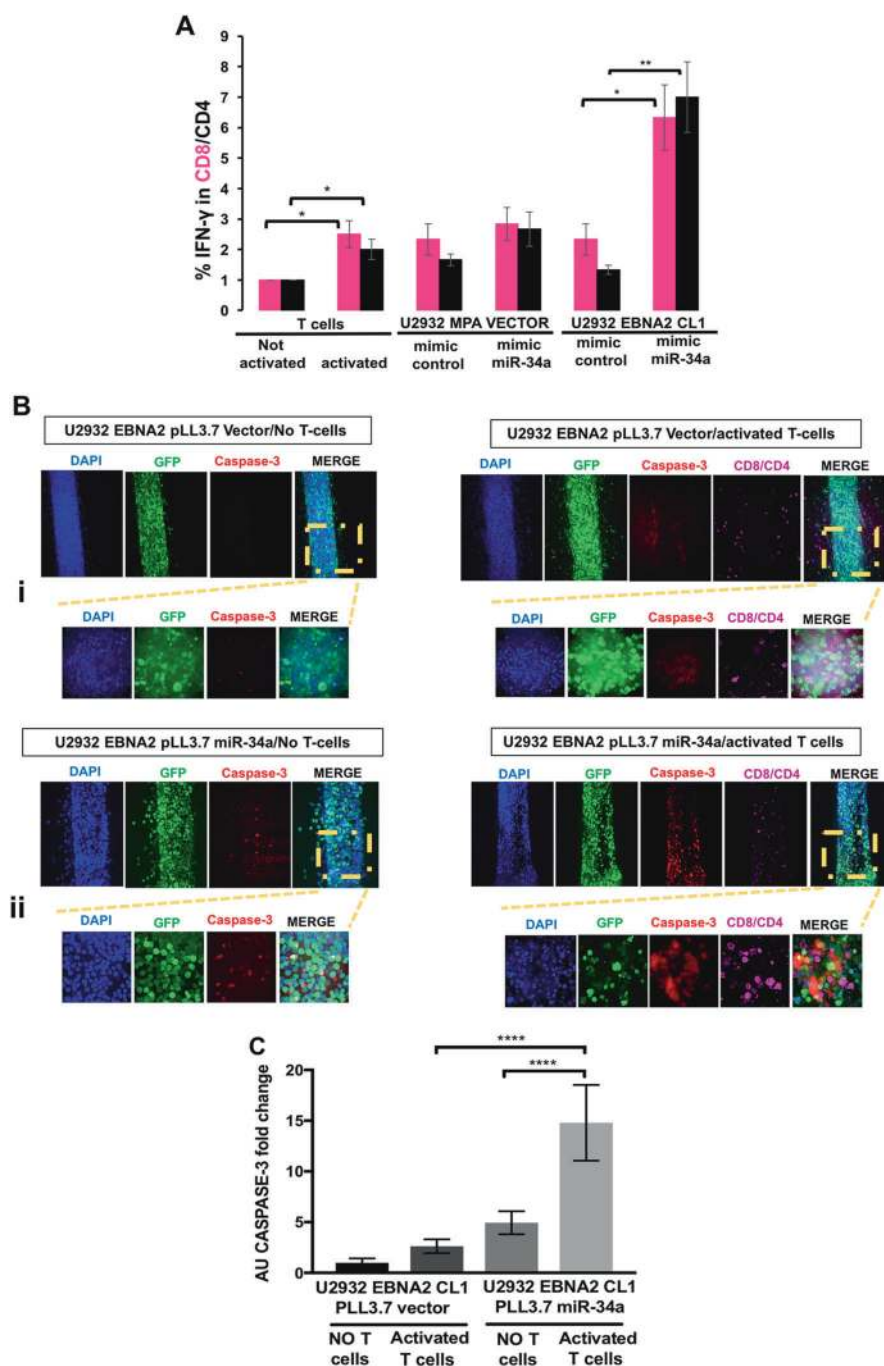 A
% IFN-γ in CD8/CD4
9
8
7
6
5
4
3
2
1
0
*
*
*
**
T cells
U2932 MPA VECTOR
U2932 EBNA2 CL1
Not activated
activated
mimic control
mimic miR-34a
mimic control
mimic miR-34a
B
U2932 EBNA2 pLL3.7 Vector/No T-cells
DAPI GFP Caspase-3 MERGE
i
DAPI GFP Caspase-3 MERGE
U2932 EBNA2 pLL3.7 Vector/activated T-cells
DAPI GFP Caspase-3 CD8/CD4 MERGE
DAPI GFP Caspase-3 CD8/CD4 MERGE
U2932 EBNA2 pLL3.7 miR-34a/No T-cells
DAPI GFP Caspase-3 MERGE
ii
DAPI GFP Caspase-3 MERGE
U2932 EBNA2 pLL3.7 miR-34a/activated T cells
DAPI GFP Caspase-3 CD8/CD4 MERGE
DAPI GFP Caspase-3 CD8/CD4 MERGE
C
AU CASPASE-3 fold change
20
15
10
5
0
****
****
U2932 EBNA2 CL1
PLL3.7 vector
U2932 EBNA2 CL1
PLL3.7 miR-34a
NO T
cells
Activated
T cells
NO T
cells
Activated
T cells